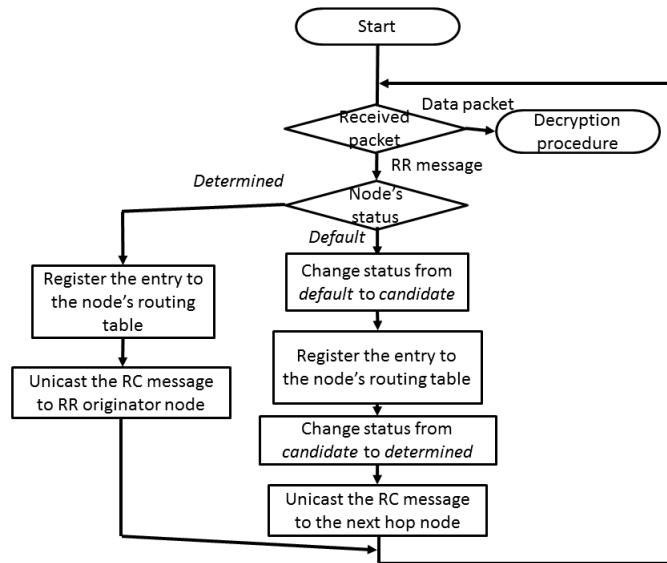 Start
Data packet
Received
packet
Decryption
procedure
RR message
Determined
Node's
status
Default
Register the entry to
the node's routing
table
Change status from
default to candidate
Unicast the RC message
to RR originator node
Register the entry to
the node's routing table
Change status from
candidate to determined
Unicast the RC message
to the next hop node